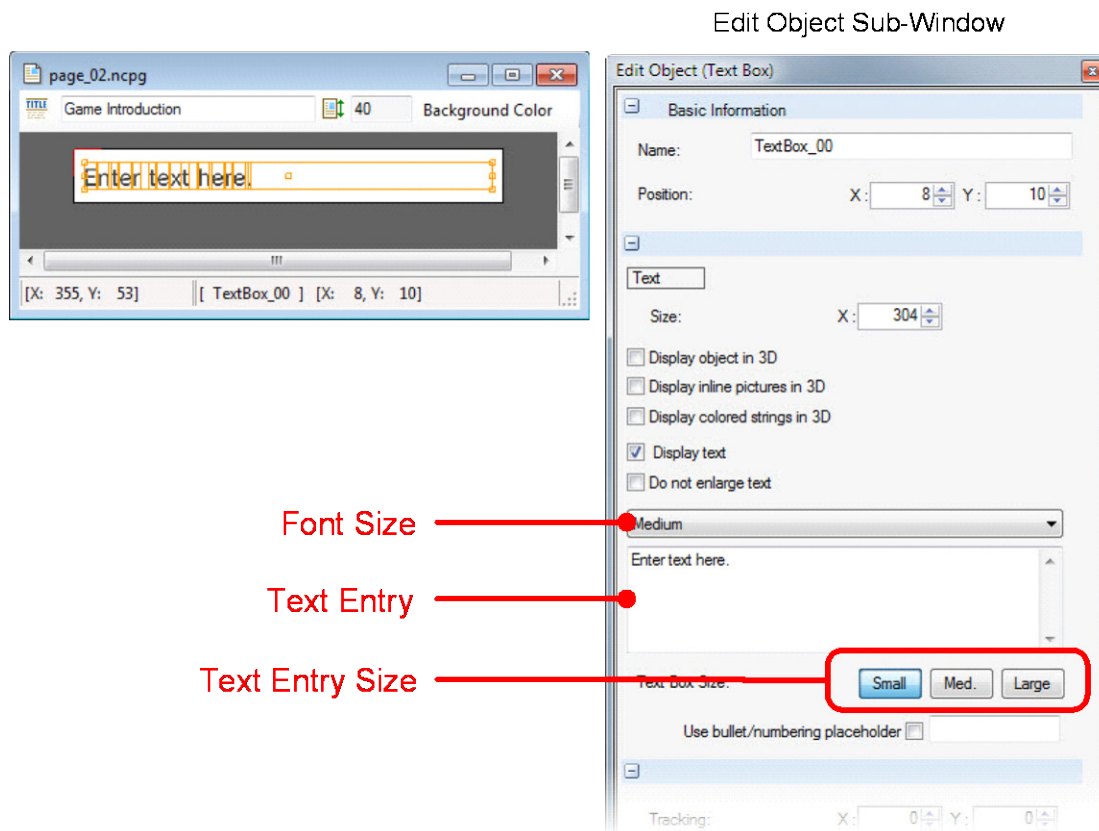 Edit Object Sub-Window
page_02.ncpg
TITLE Game Introduction 40 Background Color
Enter text here.
[X: 355, Y: 53] [ TextBox_00 ] [X: 8, Y: 10]
Edit Object (Text Box)
Basic Information
Name: TextBox_00
Position: X: 8 Y: 10
Text
Size: X: 304
Display object in 3D
Display inline pictures in 3D
Display colored strings in 3D
Display text
Do not enlarge text
Font Size
Medium
Enter text here.
Text Entry
Text Entry Size
Text Box Size: Small Med. Large
Use bullet/numbering placeholder
Tracking: X: 0 Y: 0